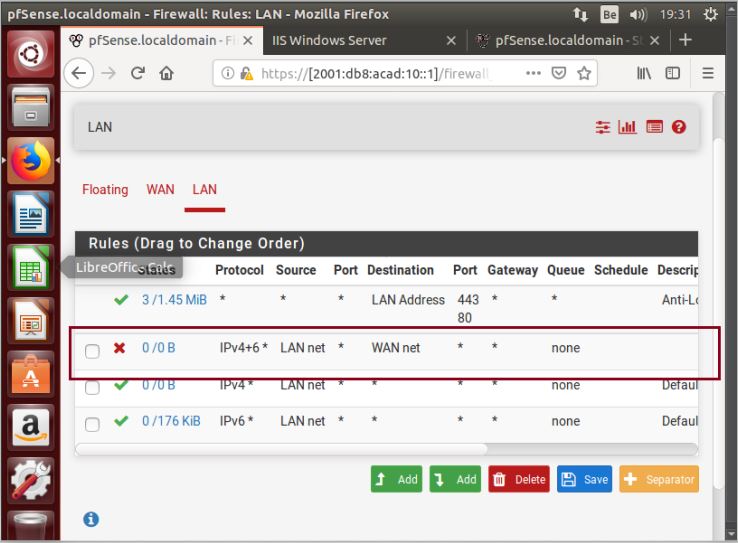 pfSense.localdomain - Firewall: Rules: LAN - Mozilla Firefox Be 19:31
pfSense.localdomain - Fi IIS Windows Server pfSense.localdomain - S
https://[2001:db8:acad:10::1]/firewall_
LAN
Floating WAN LAN
Rules (Drag to Change Order)
LibreOffice Calc
States Protocol Source Port Destination Port Gateway Queue Schedule Descrip
3 /1.45 MiB * * * LAN Address 443 * * Anti-Lo
80
0 /0 B IPv4+6 * LAN net * WAN net * * none
0 /0 B IPv4 * LAN net * * * * none Defaul
0 /176 KiB IPv6 * LAN net * * * * none Defaul
Add Add Delete Save Separator